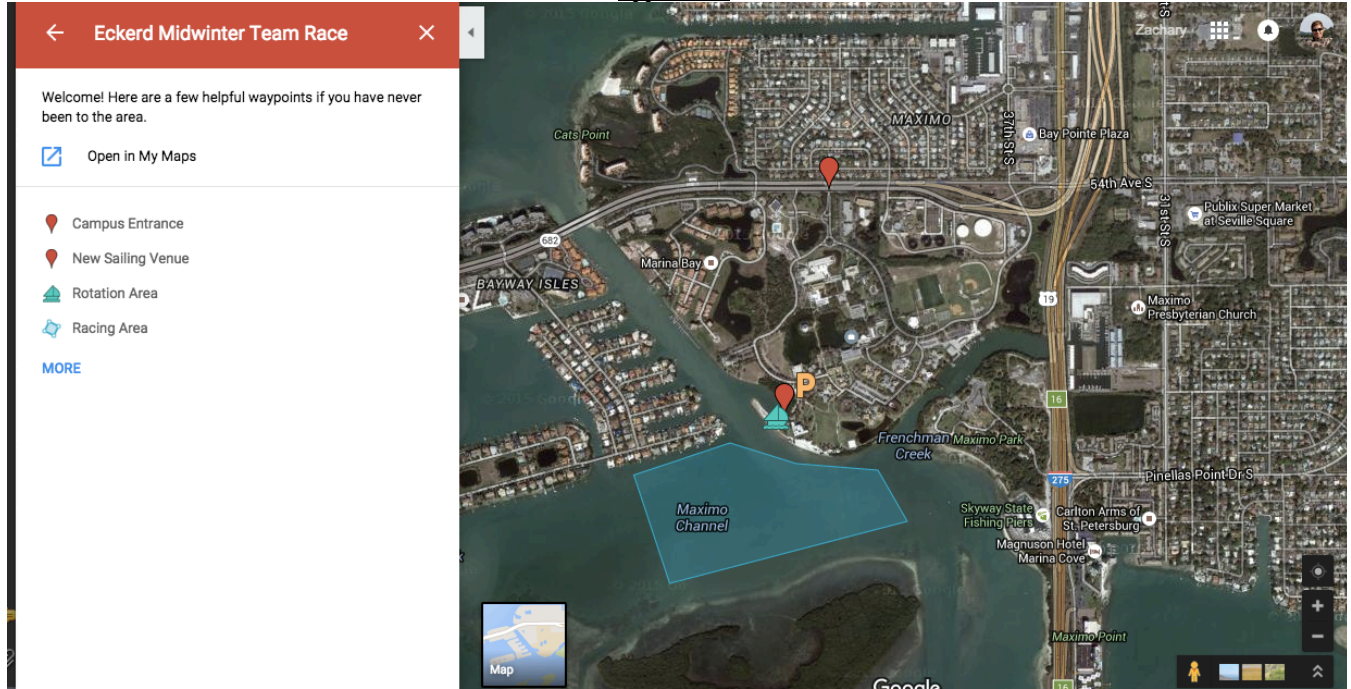 Eckerd Midwinter Team Race
Welcome! Here are a few helpful waypoints if you have never
been to the area.
Open in My Maps
Campus Entrance
New Sailing Venue
Rotation Area
Racing Area
MORE
Zachary
Cats Point
MAXIMO
37th St S
Bay Pointe Plaza
54th Ave S
31st St S
Publix Super Market
at Seville Square
682
Marina Bay
BAYWAY ISLES
19
Maximo
Presbyterian Church
P
© 2015 Google
16
Frenchman
Creek
Maximo Park
275
Pinellas Point Dr S
Maximo
Channel
Skyway State
Fishing Piers
Carlton Arms of
St. Petersburg
Magnuson Hotel
Marina Cove
Maximo Point
Map
Google
16